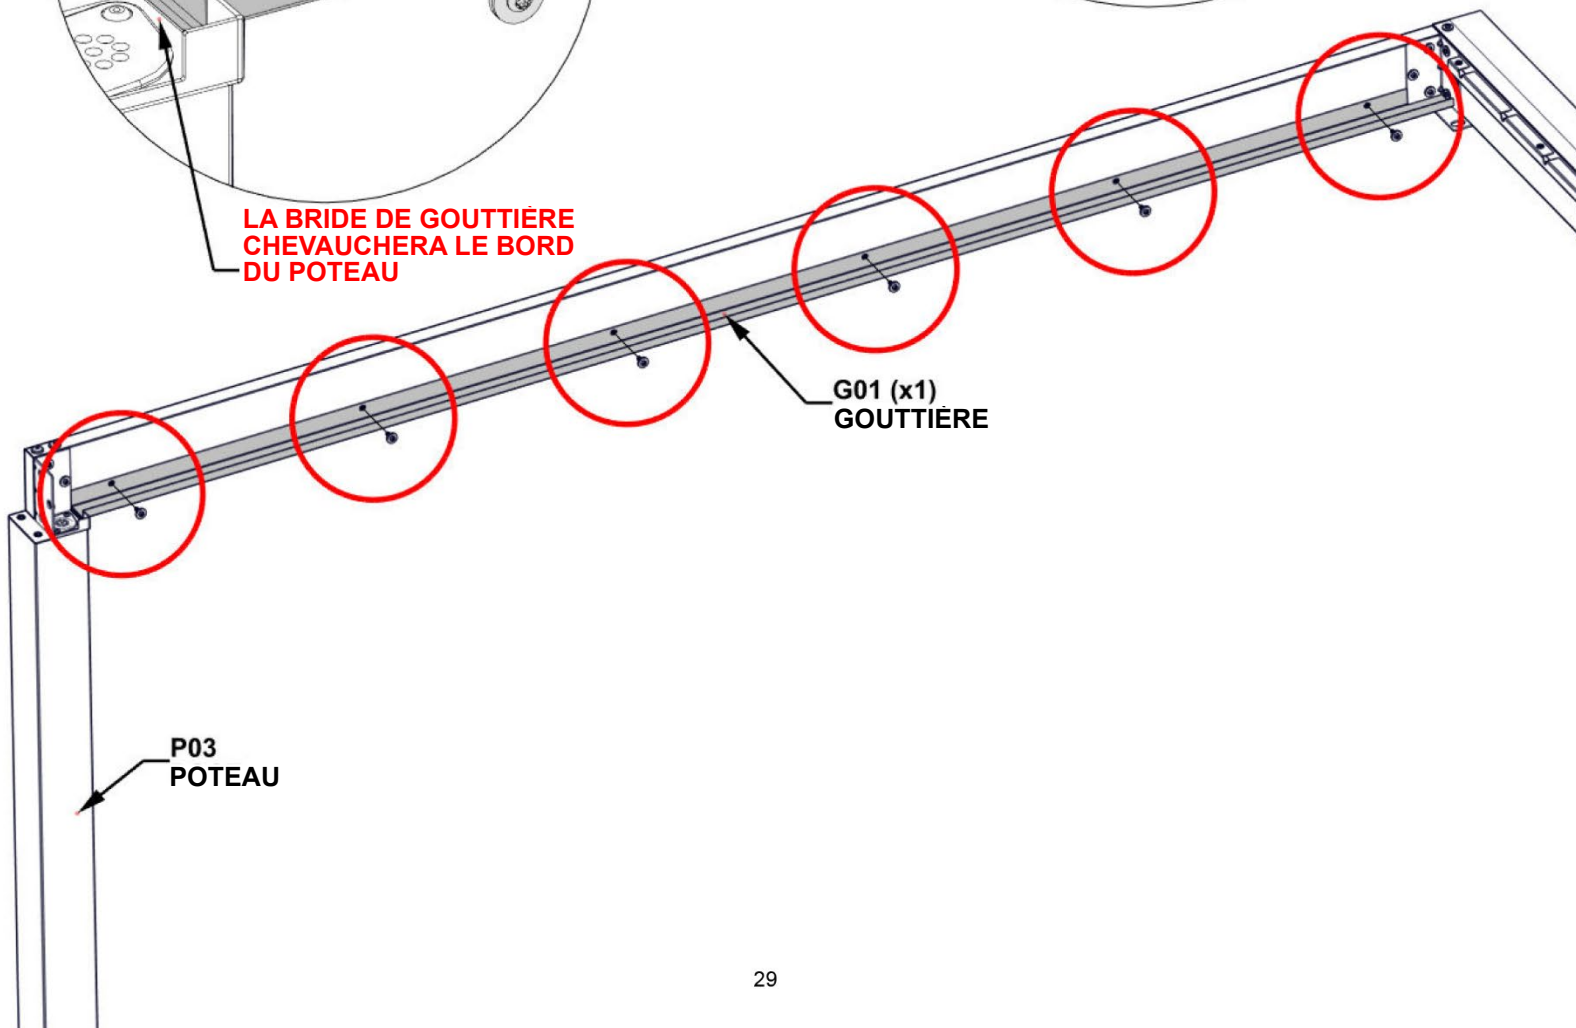 LA BRIDE DE GOUTTIÈRE
CHEVAUCHERA LE BORD
DU POTEAU
G01 (x1)
GOUTTIÈRE
P03
POTEAU
29